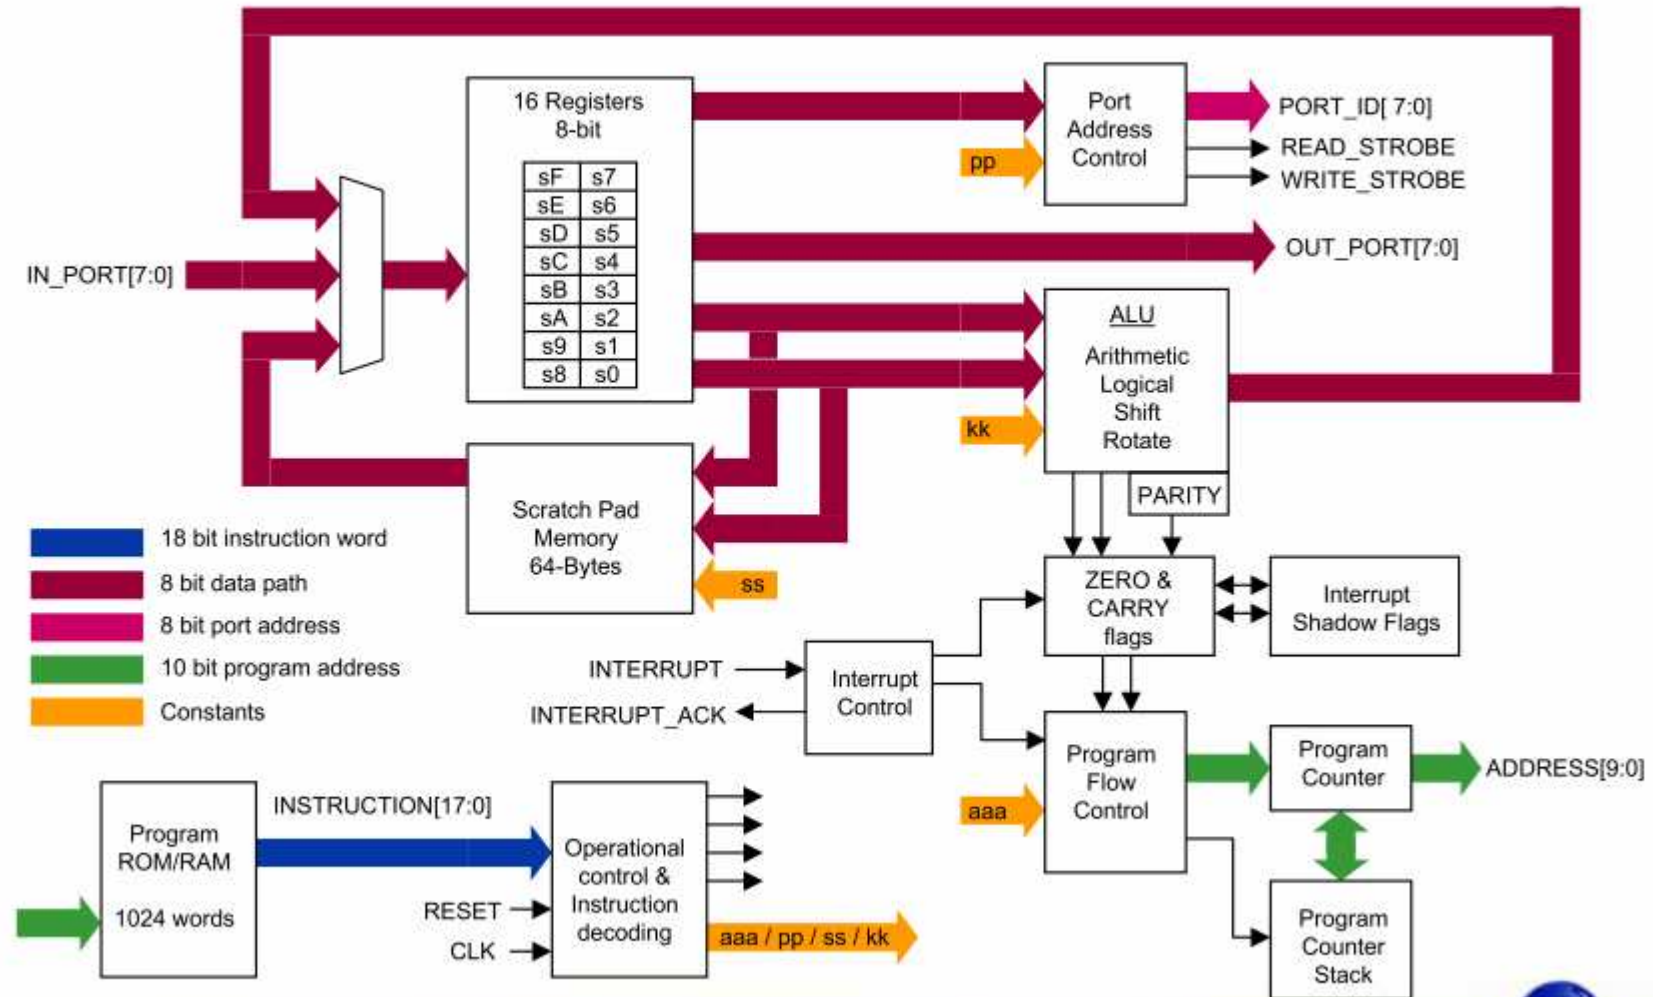 16 Registers
8-bit
sF s7
sE s6
sD s5
sC s4
sB s3
sA s2
s9 s1
s8 s0
Port
Address
Control
pp
PORT_ID[ 7:0]
READ_STROBE
WRITE_STROBE
IN_PORT[7:0]
OUT_PORT[7:0]
ALU
Arithmetic
Logical
Shift
Rotate
kk
PARITY
Scratch Pad
Memory
64-Bytes
ss
18 bit instruction word
8 bit data path
8 bit port address
10 bit program address
Constants
ZERO &
CARRY
flags
Interrupt
Shadow Flags
INTERRUPT
INTERRUPT_ACK
Interrupt
Control
Program
Flow
Control
aaa
Program
Counter
ADDRESS[9:0]
Program
Counter
Stack
Program
ROM/RAM
1024 words
INSTRUCTION[17:0]
RESET
CLK
Operational
control &
Instruction
decoding
aaa / pp / ss / kk